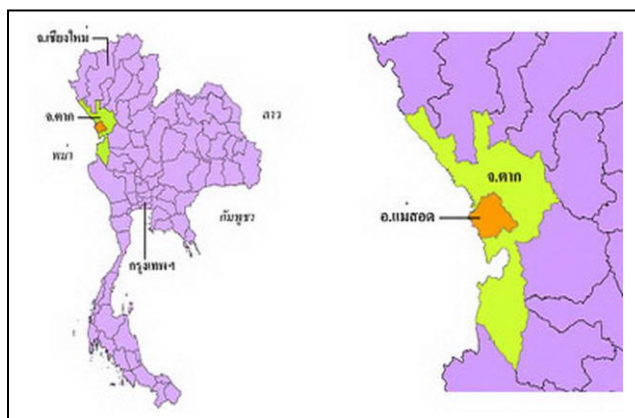 จ.เชียงใหม่
จ.ตาก
ลาว
พม่า
กัมพูชา
กรุงเทพฯ
จ.ตาก
อ.แม่สอด